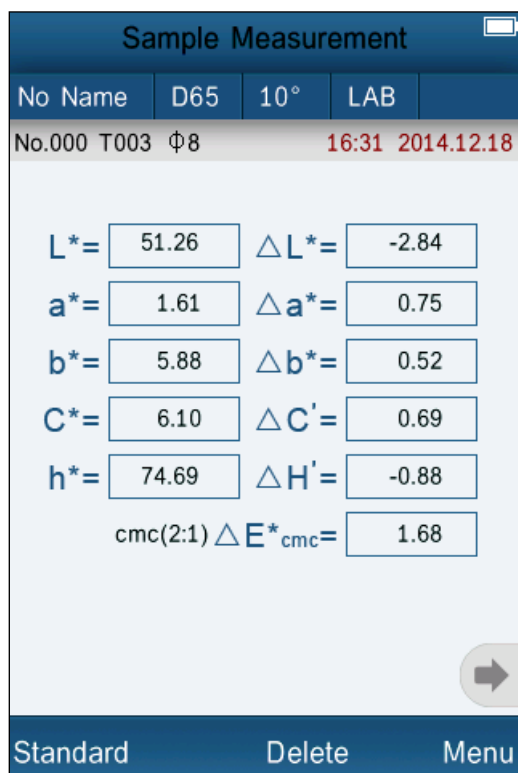 Sample Measurement
No Name D65 10° LAB
No.000 T003 Φ8 16:31 2014.12.18
L*= 51.26 △L*= -2.84
a*= 1.61 △a*= 0.75
b*= 5.88 △b*= 0.52
C*= 6.10 △C'= 0.69
h*= 74.69 △H'= -0.88
cmc(2:1) △E*cmc= 1.68
Standard Delete Menu